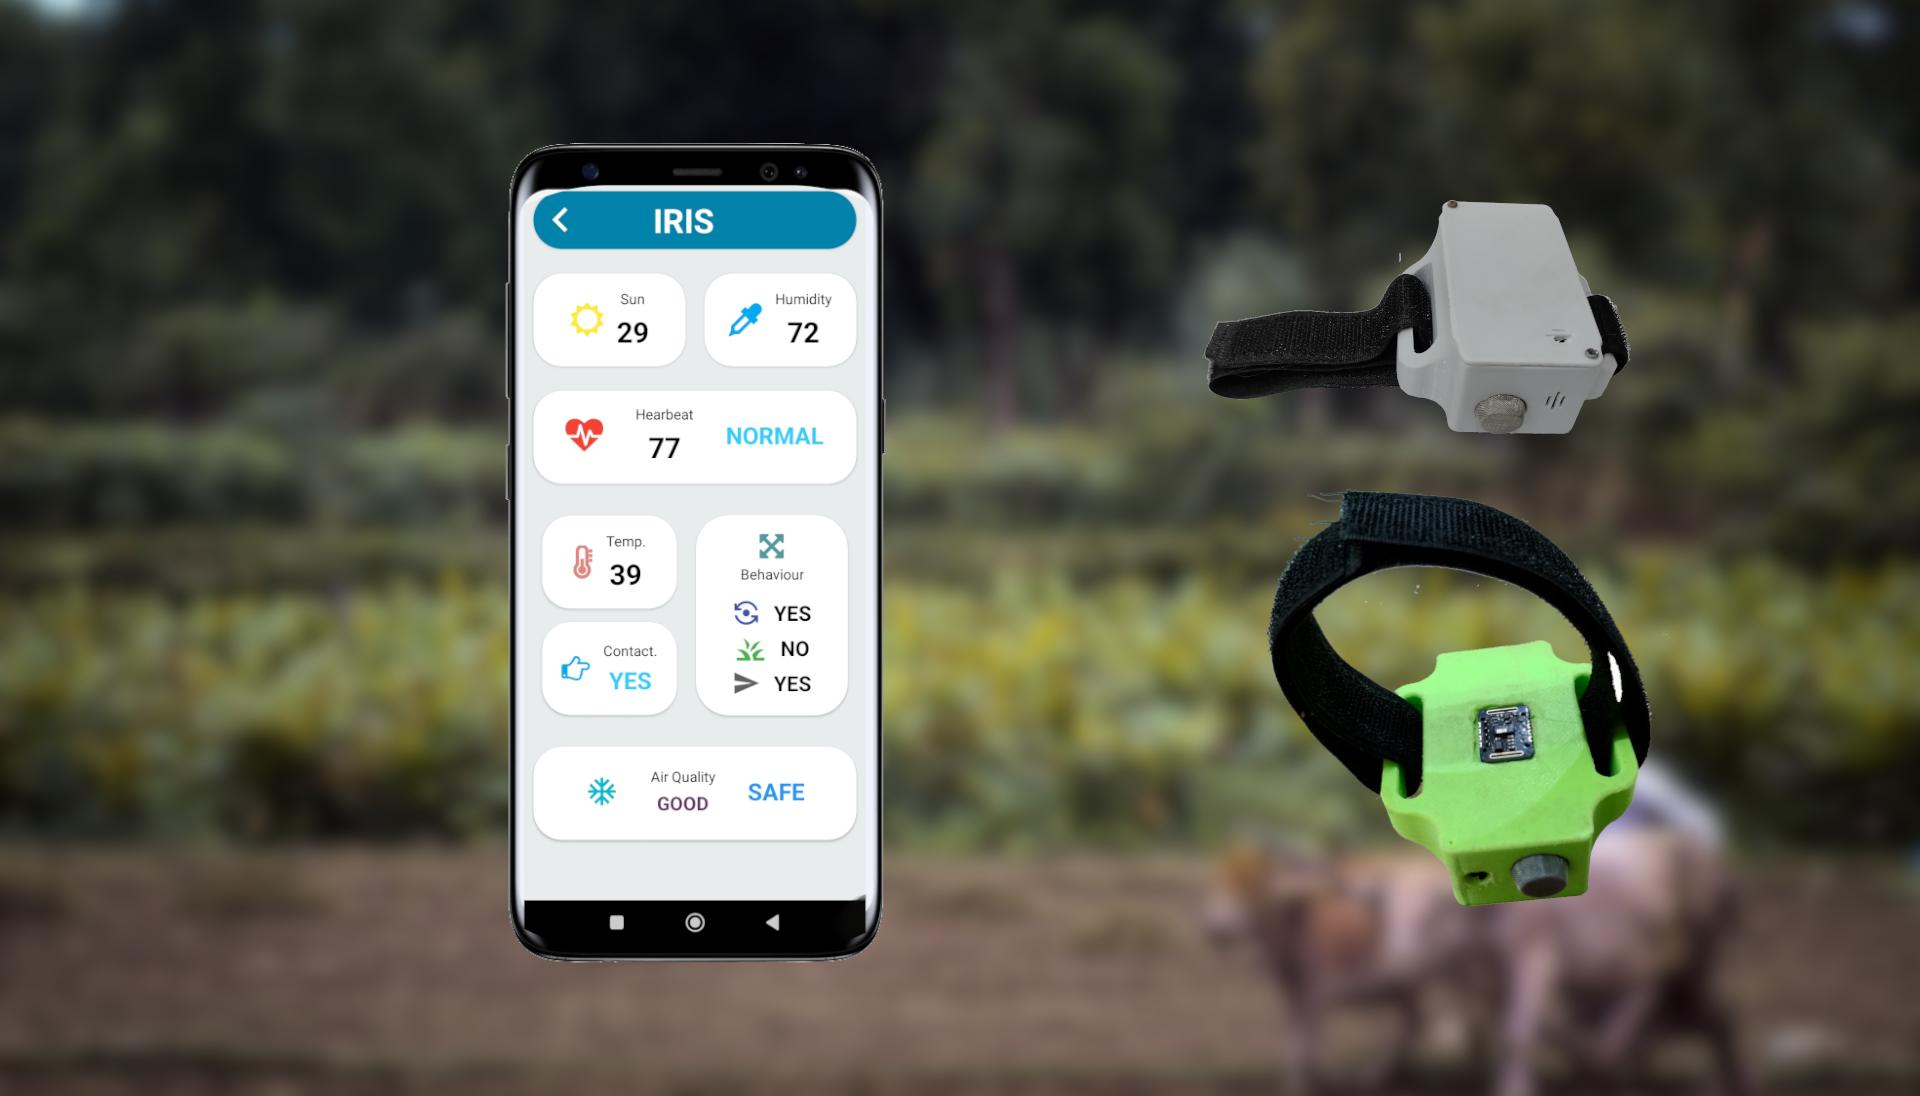 IRIS
Sun
29
Humidity
72
Hearbeat
77
NORMAL
Temp.
39
Contact.
YES
Behaviour
YES
NO
YES
Air Quality
GOOD
SAFE